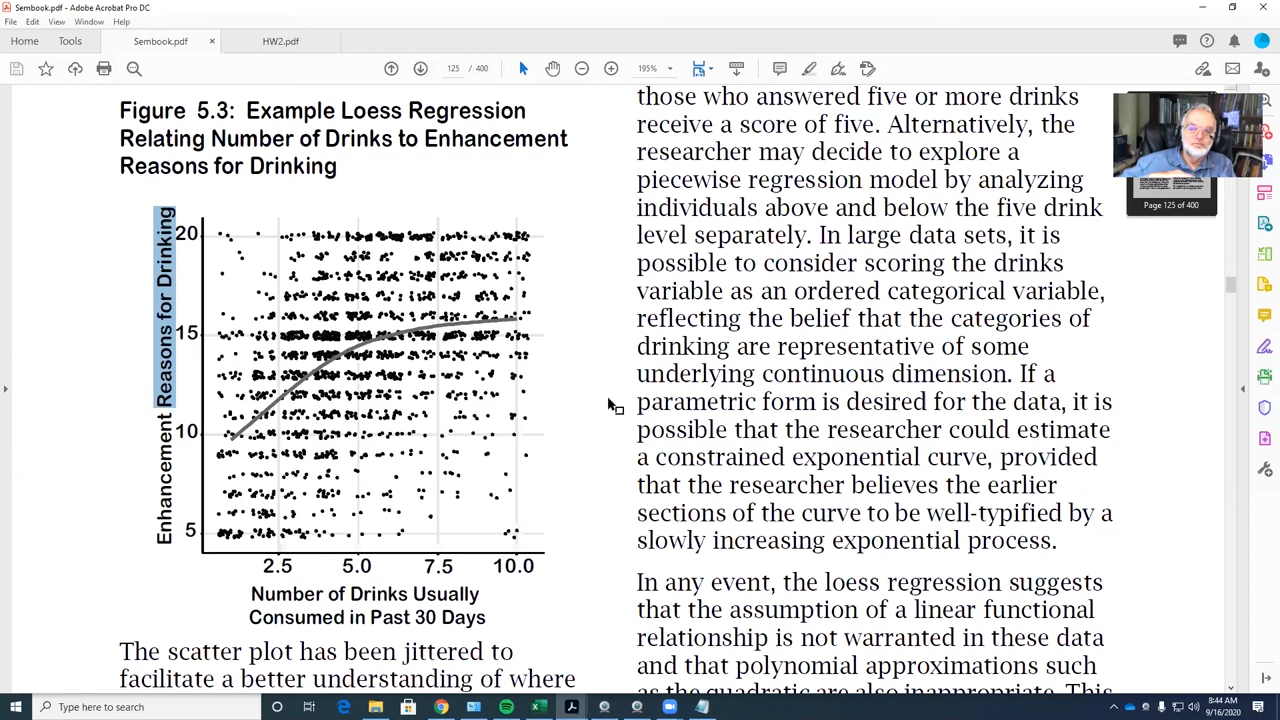 Sembook.pdf - Adobe Acrobat Pro DC
File Edit View Window Help
Home Tools Sembook.pdf × HW2.pdf
125 / 400 195%
Figure 5.3: Example Loess Regression
Relating Number of Drinks to Enhancement
Reasons for Drinking
Enhancement Reasons for Drinking
20
15
10
5
2.5 5.0 7.5 10.0
Number of Drinks Usually
Consumed in Past 30 Days
The scatter plot has been jittered to
facilitate a better understanding of where
those who answered five or more drinks
receive a score of five. Alternatively, the
researcher may decide to explore a
piecewise regression model by analyzing
individuals above and below the five drink
level separately. In large data sets, it is
possible to consider scoring the drinks
variable as an ordered categorical variable,
reflecting the belief that the categories of
drinking are representative of some
underlying continuous dimension. If a
parametric form is desired for the data, it is
possible that the researcher could estimate
a constrained exponential curve, provided
that the researcher believes the earlier
sections of the curve to be well-typified by a
slowly increasing exponential process.
In any event, the loess regression suggests
that the assumption of a linear functional
relationship is not warranted in these data
and that polynomial approximations such
as the quadratic are also inappropriate. This
Page 125 of 400
Type here to search
8:44 AM
9/16/2020